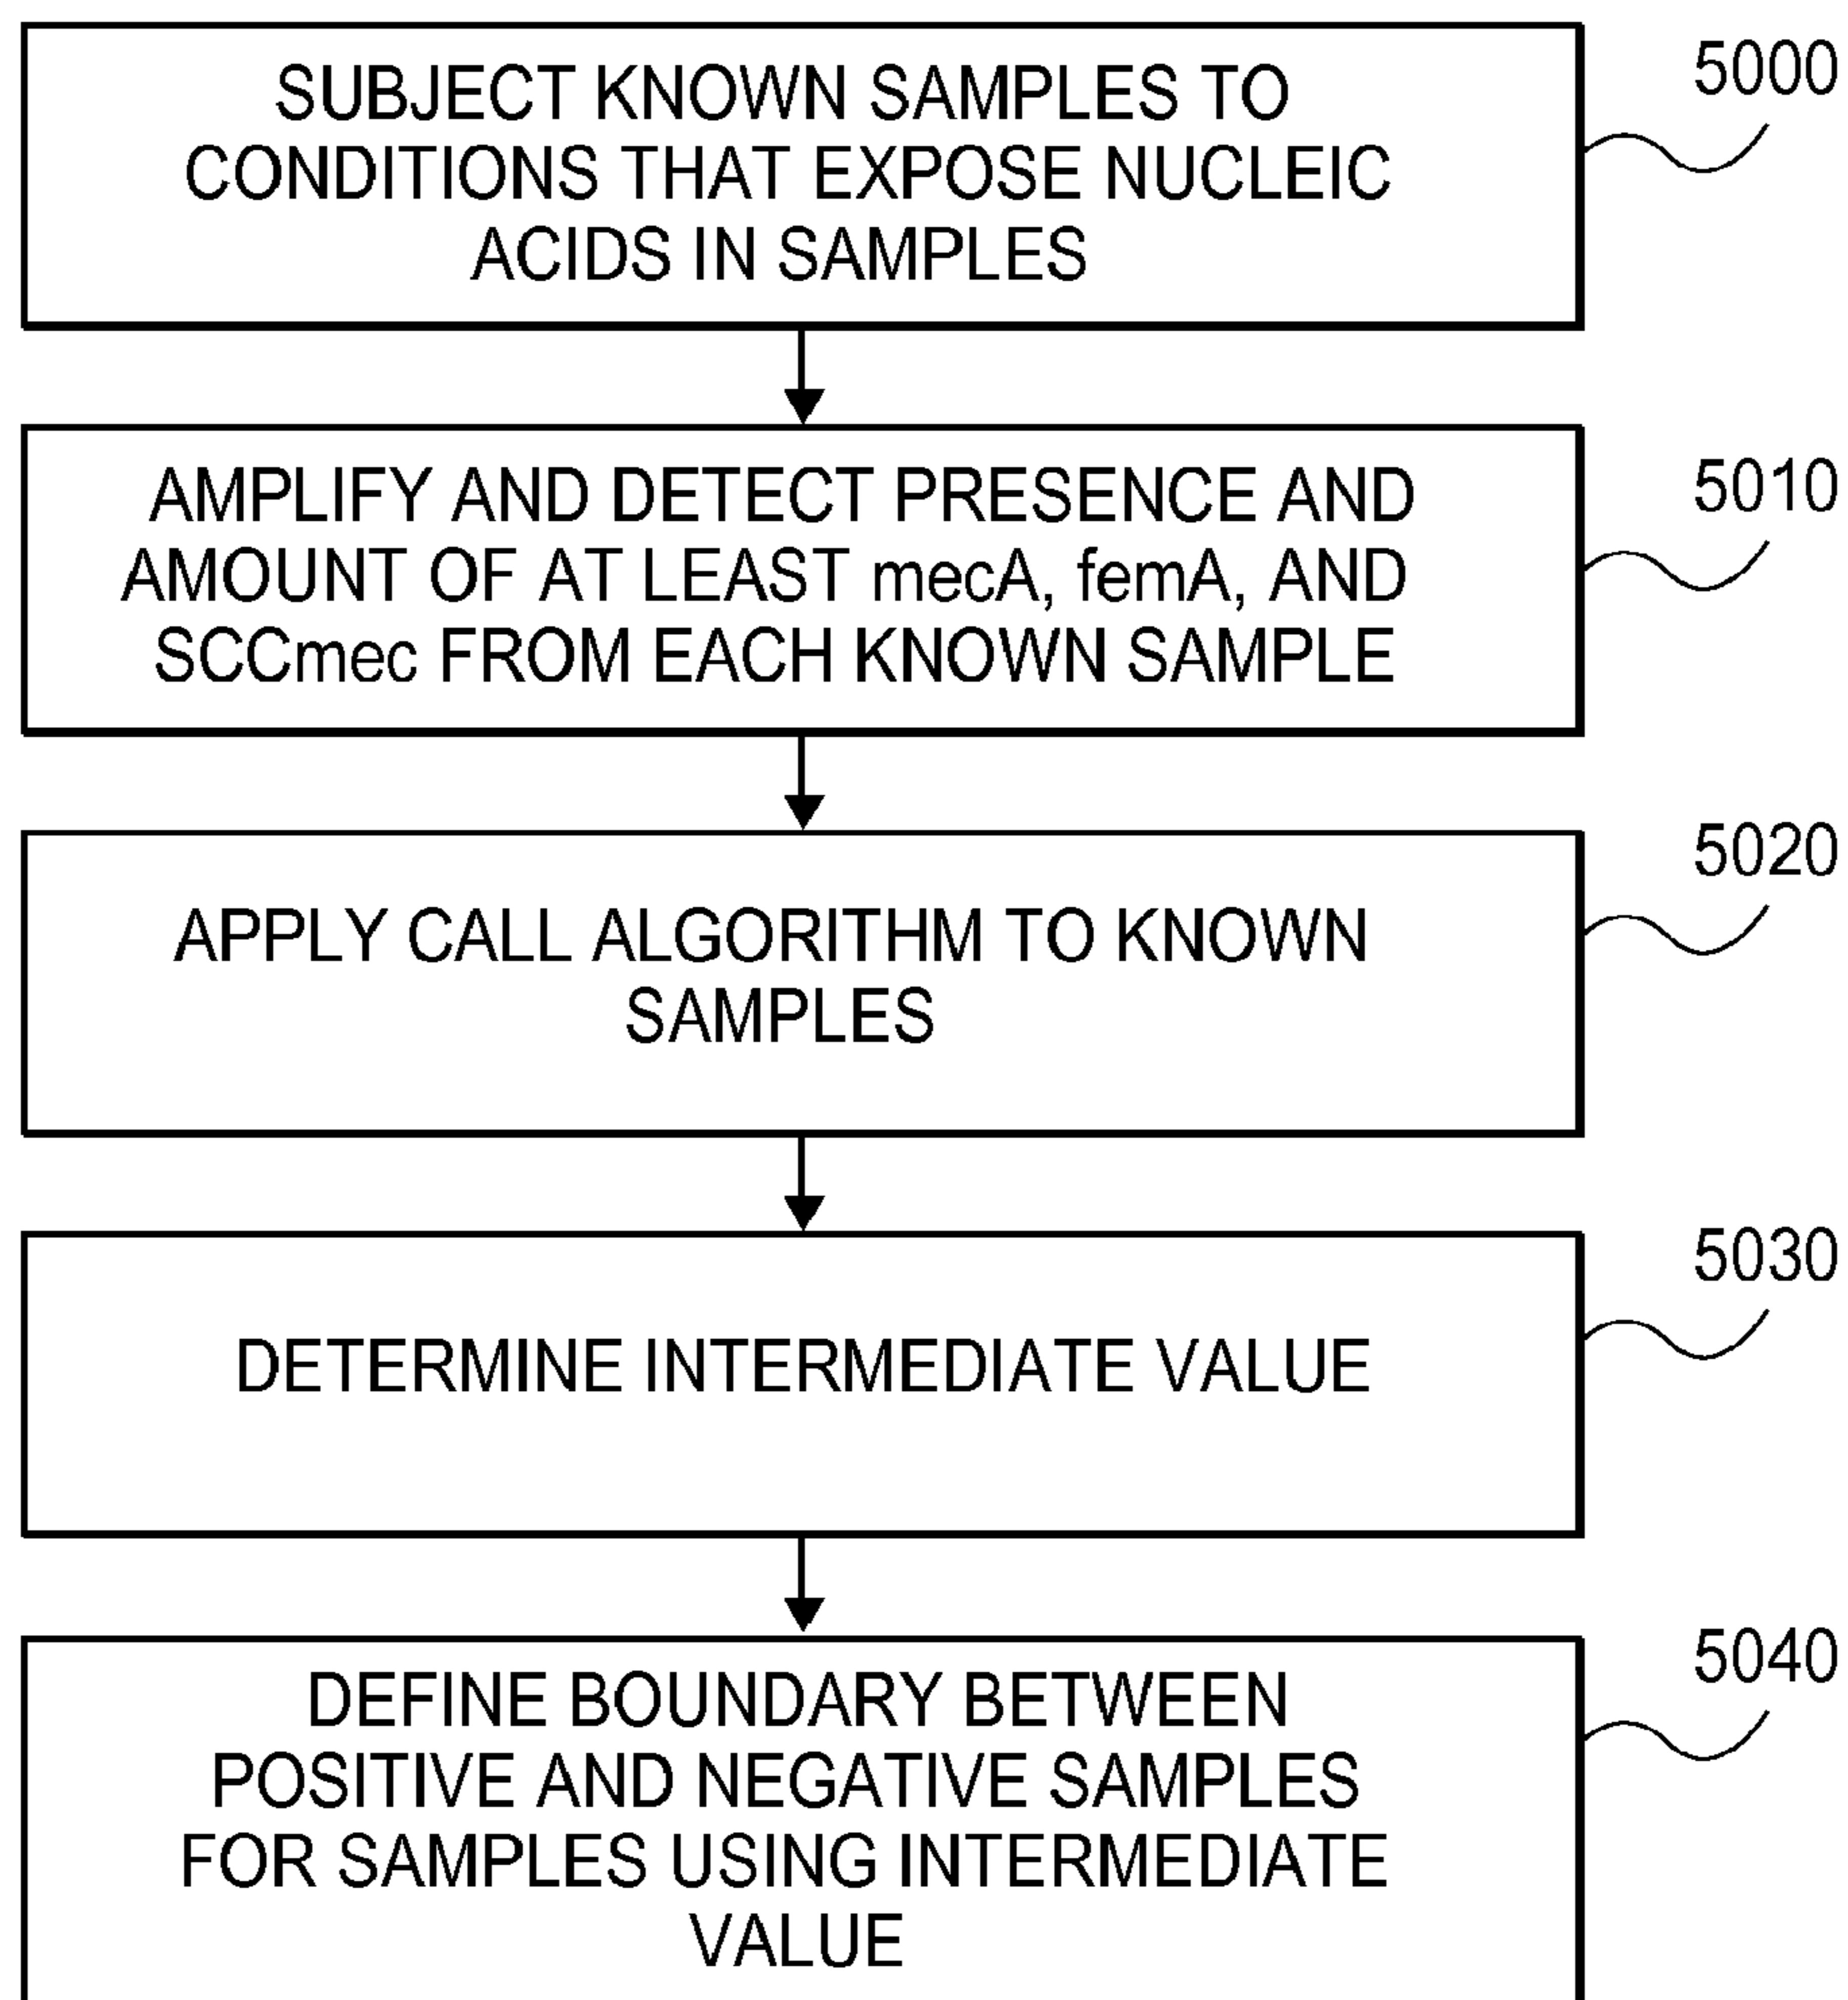 SUBJECT KNOWN SAMPLES TO
CONDITIONS THAT EXPOSE NUCLEIC
ACIDS IN SAMPLES
5000
AMPLIFY AND DETECT PRESENCE AND
AMOUNT OF AT LEAST mecA, femA, AND
SCCmec FROM EACH KNOWN SAMPLE
5010
APPLY CALL ALGORITHM TO KNOWN
SAMPLES
5020
DETERMINE INTERMEDIATE VALUE
5030
DEFINE BOUNDARY BETWEEN
POSITIVE AND NEGATIVE SAMPLES
FOR SAMPLES USING INTERMEDIATE
VALUE
5040